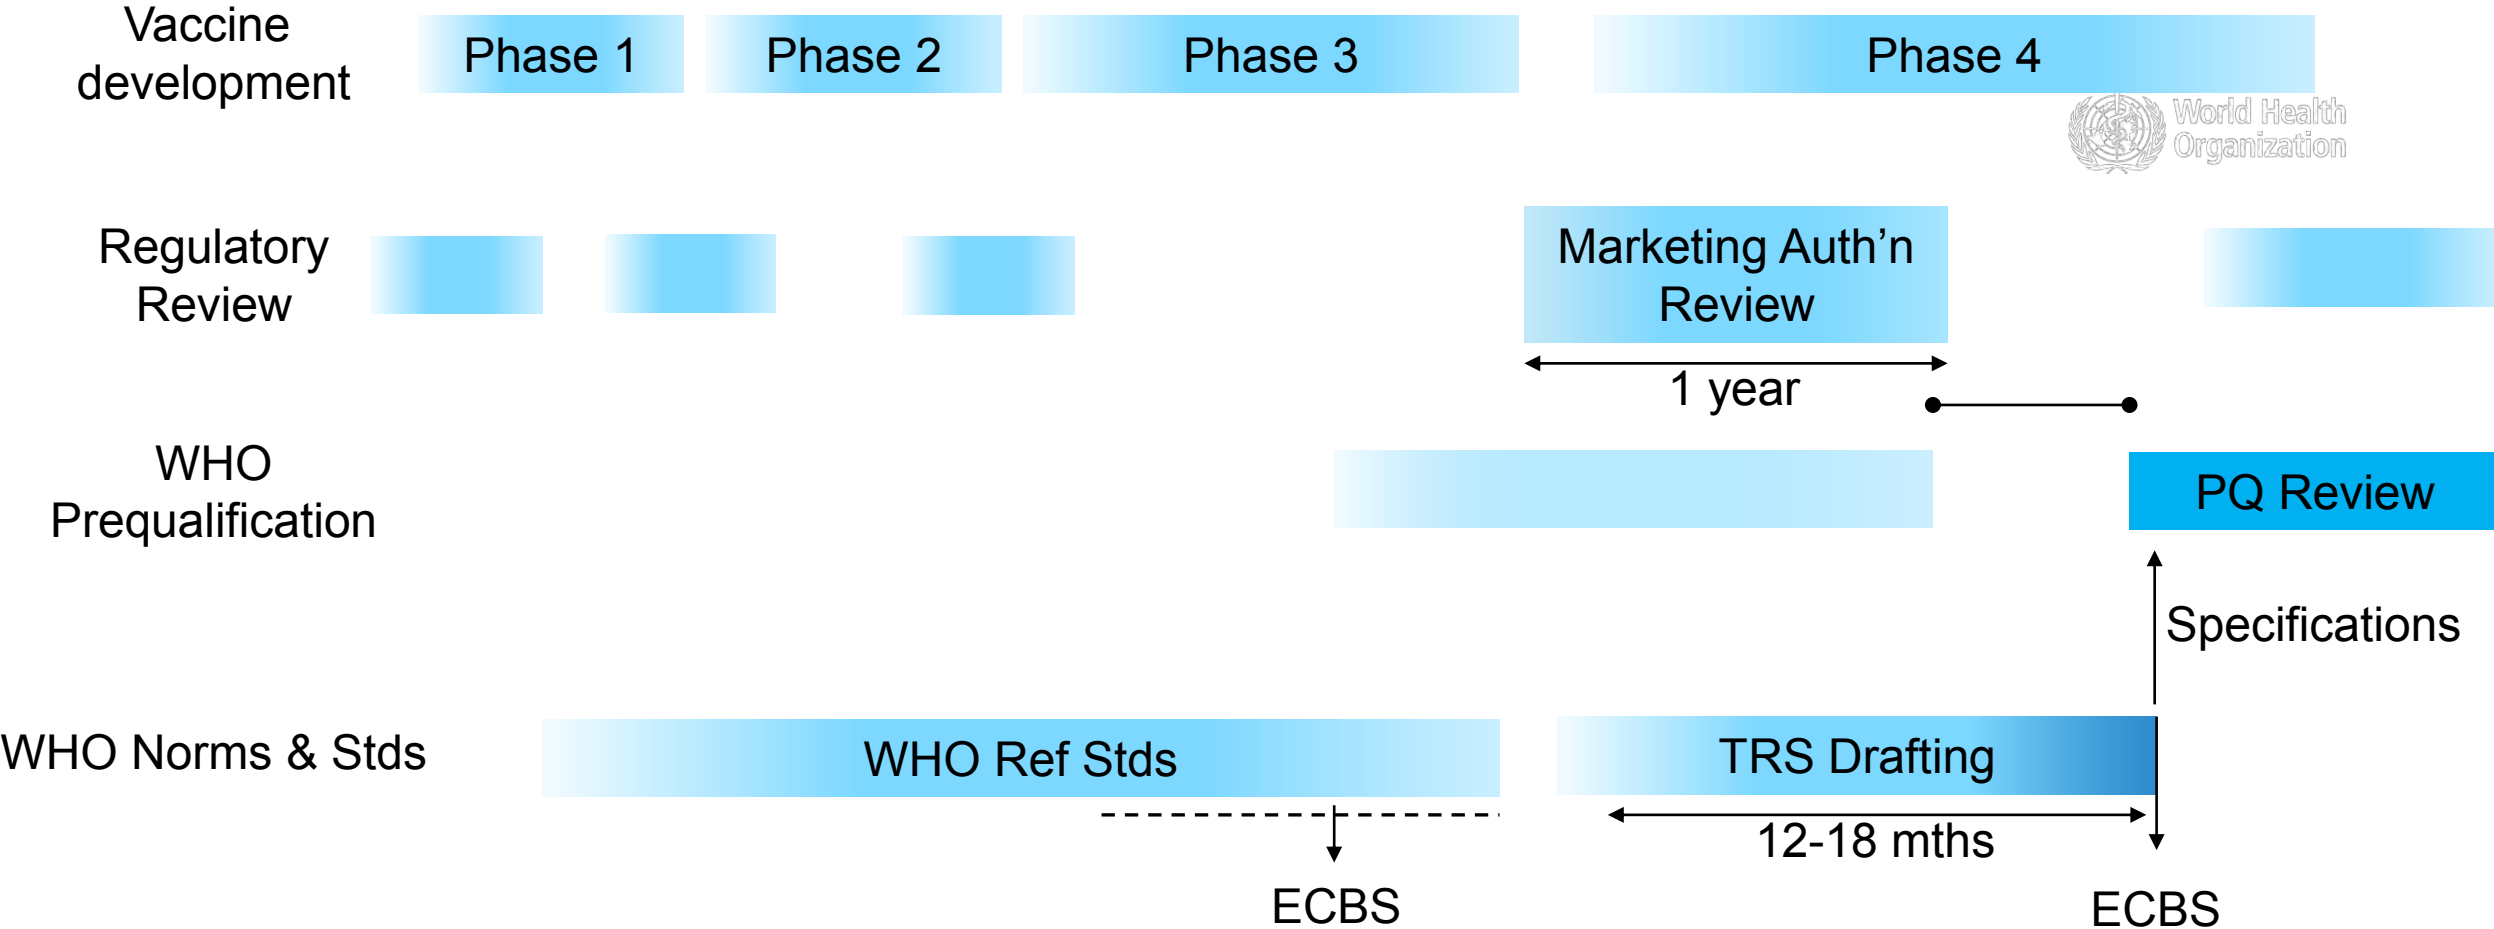 Vaccine
development
Phase 1
Phase 2
Phase 3
Phase 4
World Health
Organization
Regulatory
Review
Marketing Auth’n
Review
1 year
WHO
Prequalification
PQ Review
Specifications
WHO Norms & Stds
WHO Ref Stds
TRS Drafting
12-18 mths
ECBS
ECBS